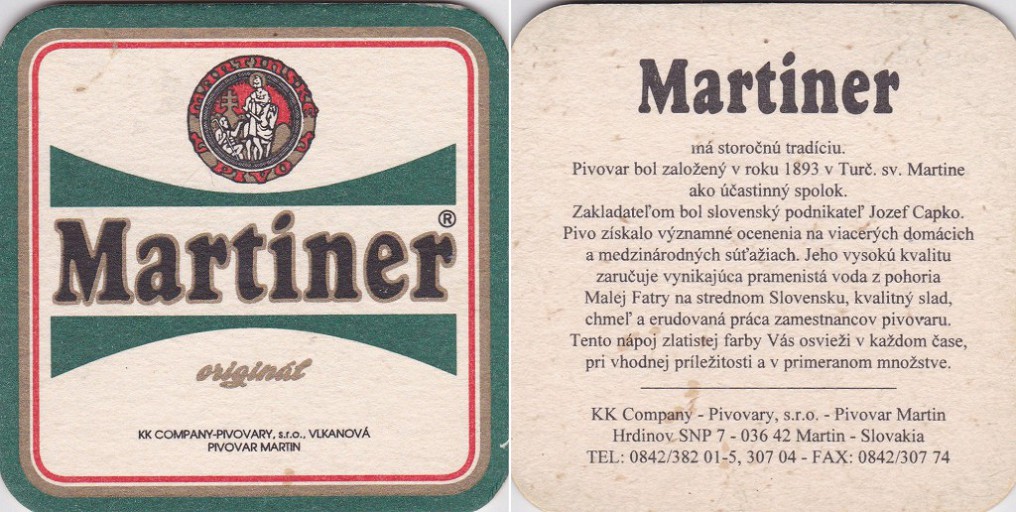 PIVO
Martiner®
originál
KK COMPANY-PIVOVARY, s.r.o., VLKANOVÁ
PIVOVAR MARTIN
Martiner
má storočnú tradíciu.
Pivovar bol založený v roku 1893 v Turč. sv. Martine
ako účastinný spolok.
Zakladateľom bol slovenský podnikateľ Jozef Capko.
Pivo získalo významné ocenenia na viacerých domácich
a medzinárodných súťažiach. Jeho vysokú kvalitu
zaručuje vynikajúca pramenistá voda z pohoria
Malej Fatry na strednom Slovensku, kvalitný slad,
chmeľ a erudovaná práca zamestnancov pivovaru.
Tento nápoj zlatistej farby Vás osvieži v každom čase,
pri vhodnej príležitosti a v primeranom množstve.
KK Company - Pivovary, s.r.o. - Pivovar Martin
Hrdinov SNP 7 - 036 42 Martin - Slovakia
TEL: 0842/382 01-5, 307 04 - FAX: 0842/307 74